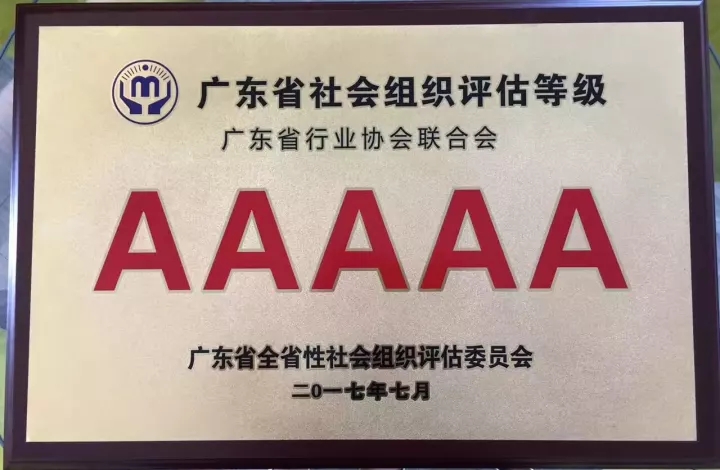 m
广东省社会组织评估等级
广东省行业协会联合会
AAAAA
广东省全省性社会组织评估委员会
二0一七年七月